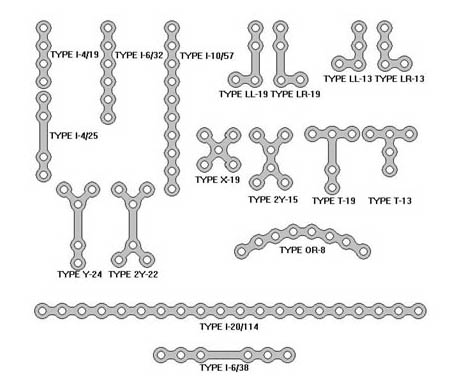 TYPE I-4/19
TYPE I-6/32
TYPE I-10/57
TYPE LL-19
TYPE LR-19
TYPE LL-13
TYPE LR-13
TYPE I-4/25
TYPE X-19
TYPE 2Y-15
TYPE T-19
TYPE T-13
TYPE Y-24
TYPE 2Y-22
TYPE OR-8
TYPE I-20/114
TYPE I-6/38